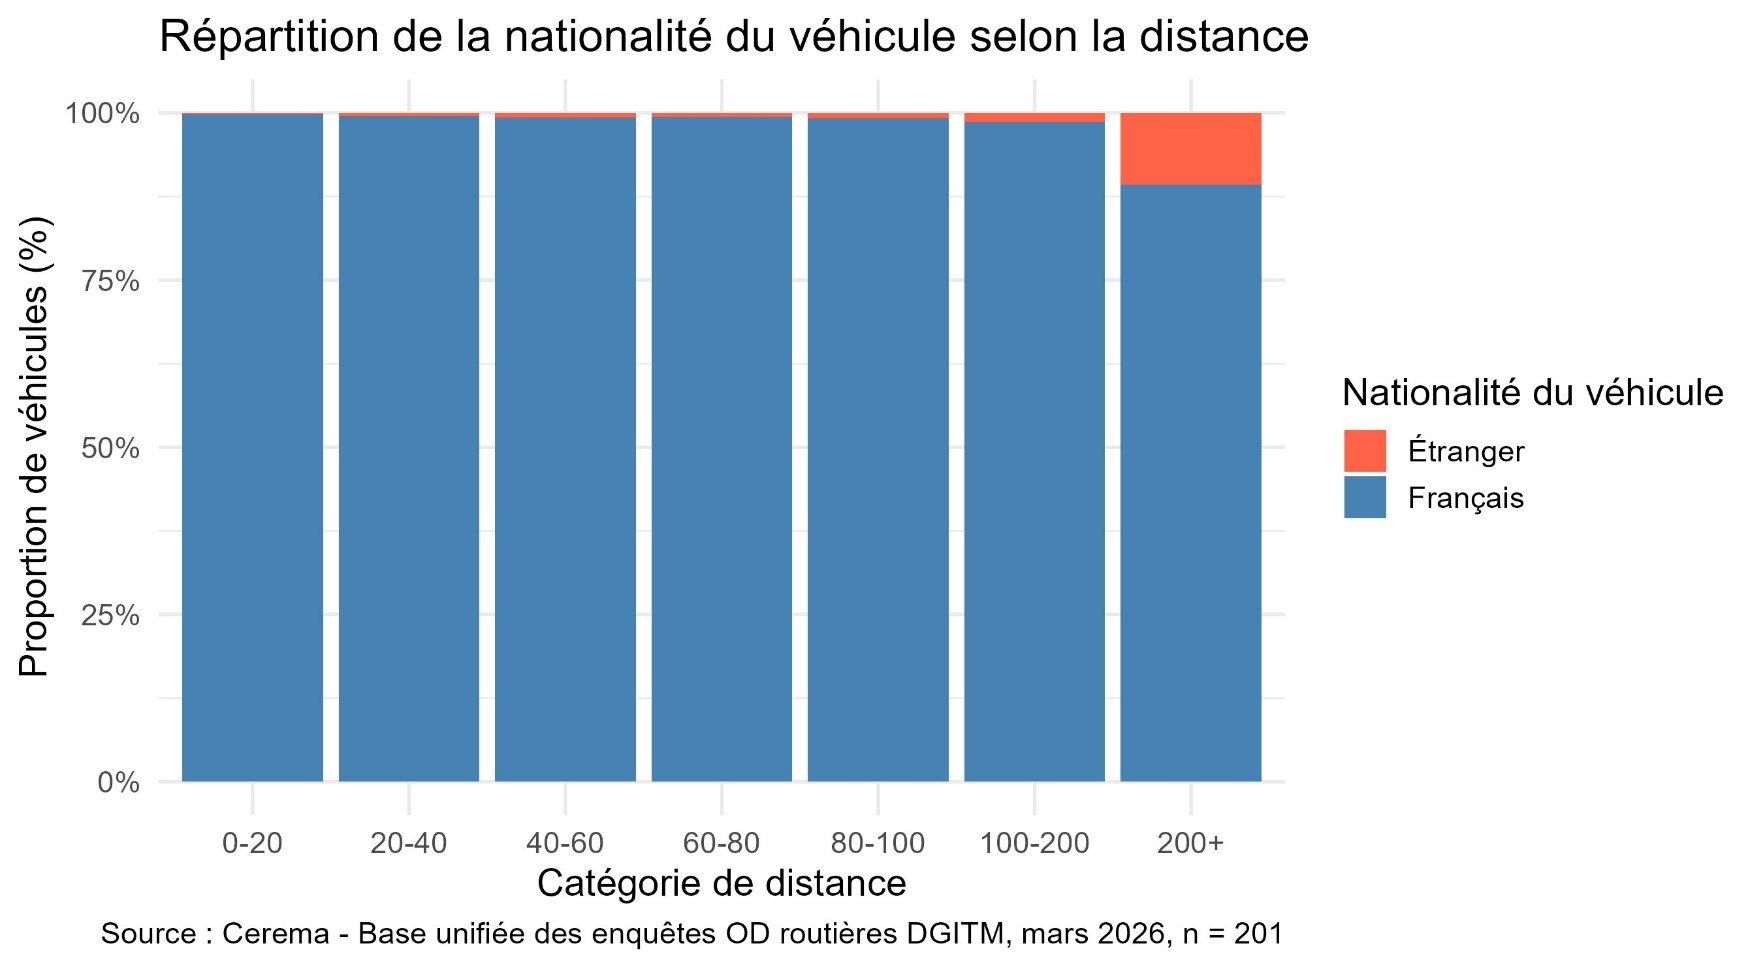 Répartition de la nationalité du véhicule selon la distance
Proportion de véhicules (%)
100%
75%
50%
25%
0%
0-20
20-40
40-60
60-80
80-100
100-200
200+
Catégorie de distance
Nationalité du véhicule
Étranger
Français
Source : Cerema - Base unifiée des enquêtes OD routières DGITM, mars 2026, n = 201